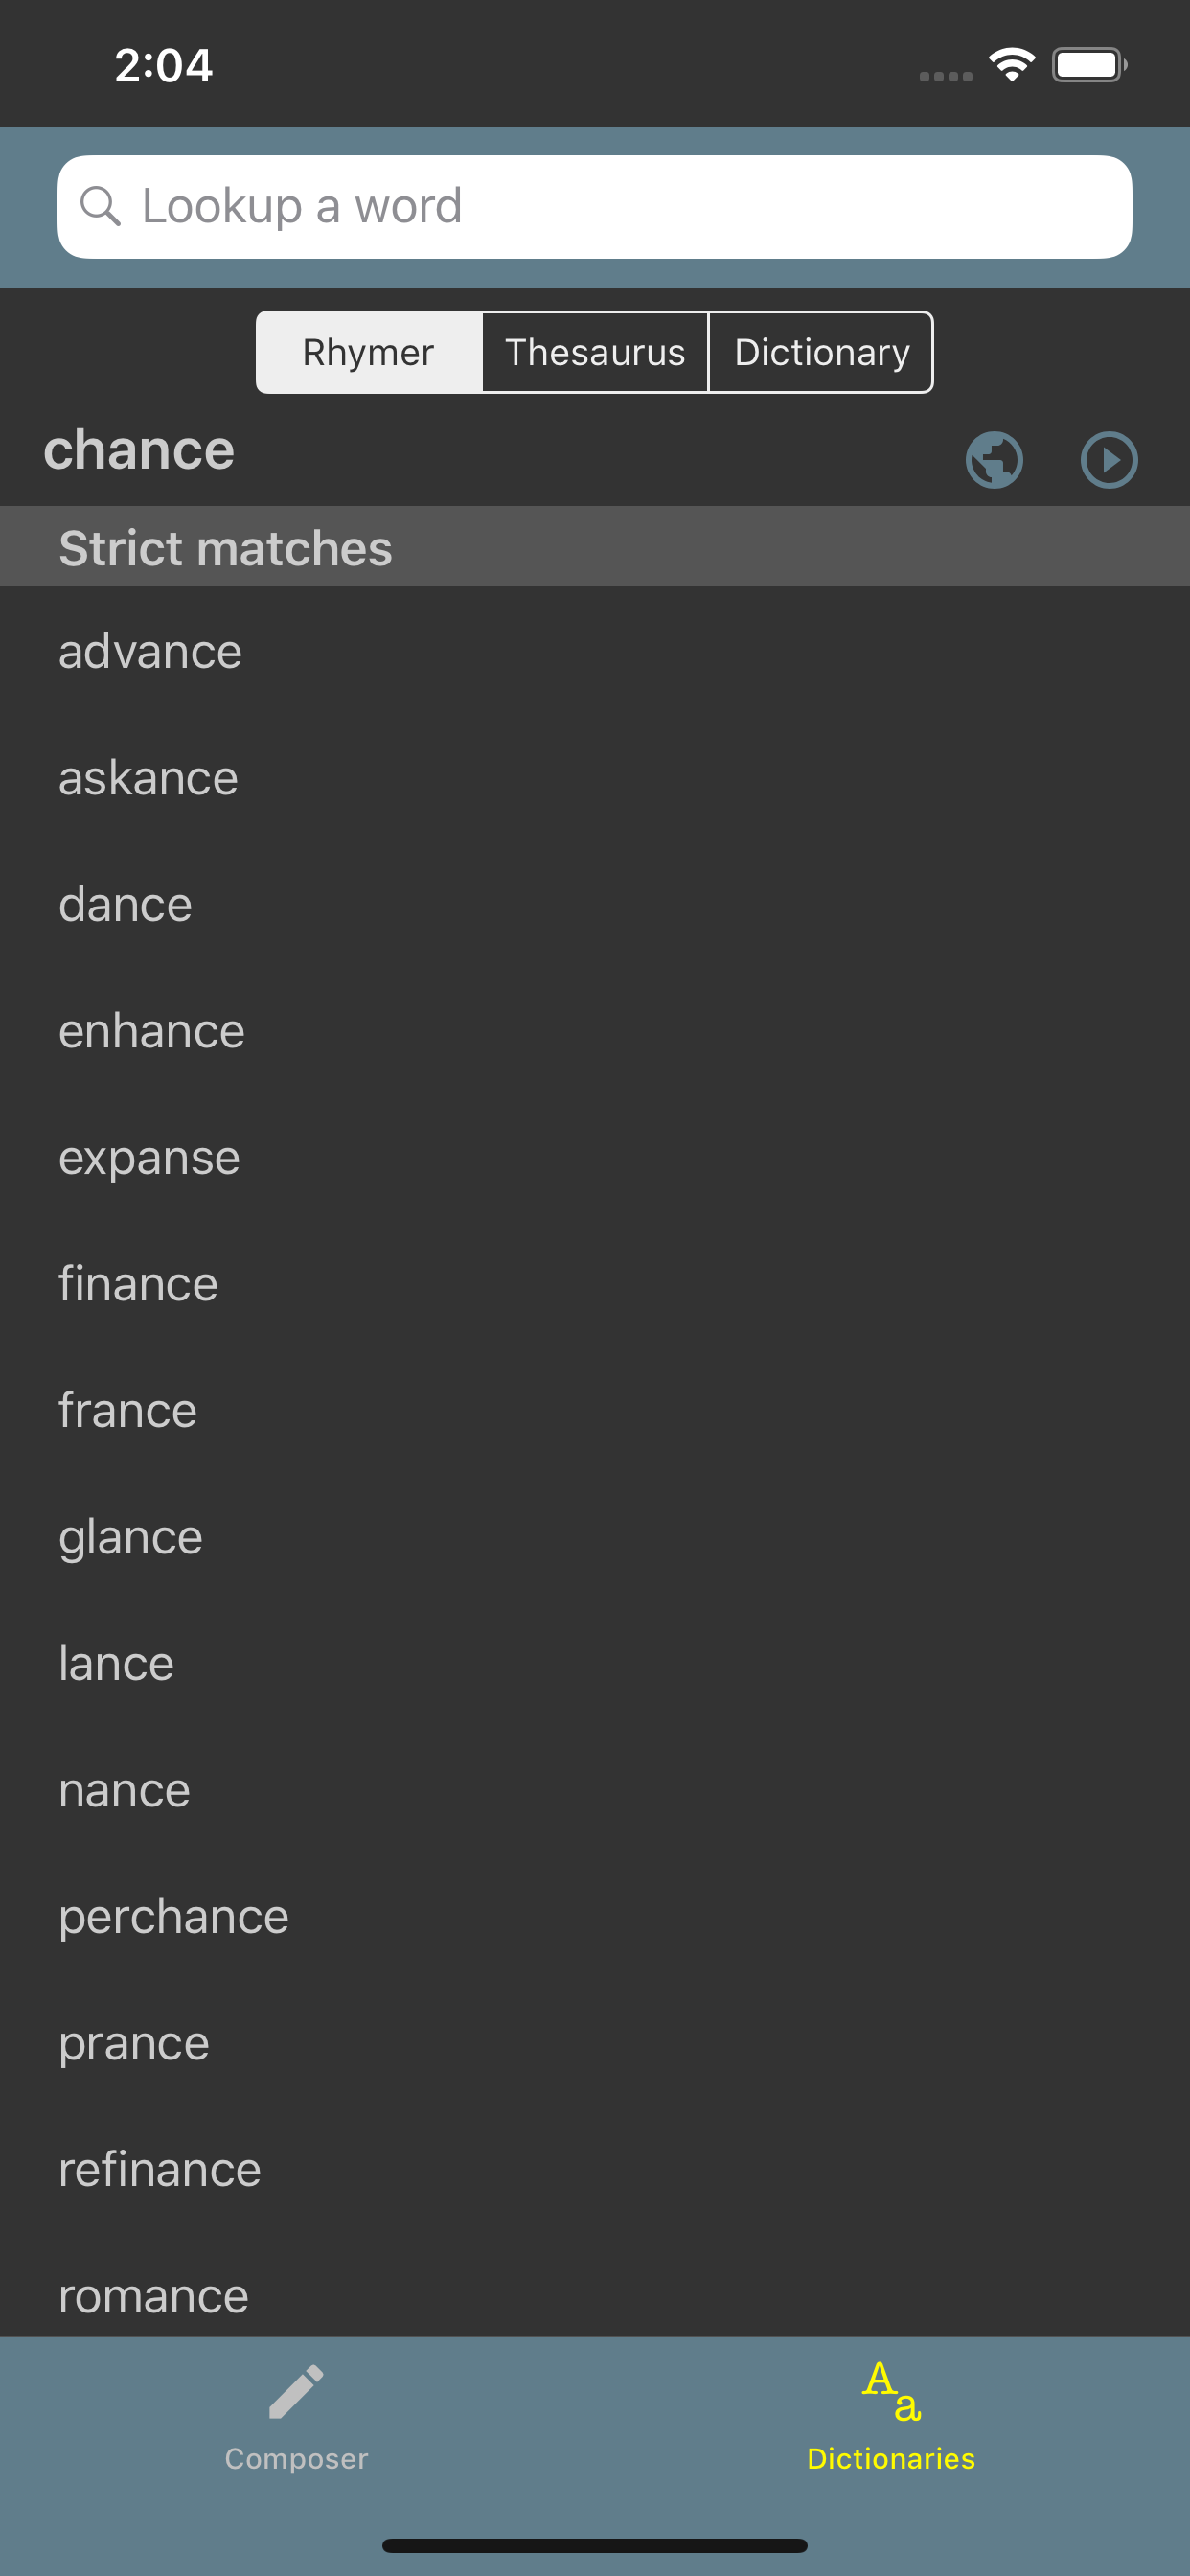 2:04
Lookup a word
Rhymer Thesaurus Dictionary
chance
Strict matches
advance
askance
dance
enhance
expanse
finance
france
glance
lance
nance
perchance
prance
refinance
romance
Aa
Composer Dictionaries